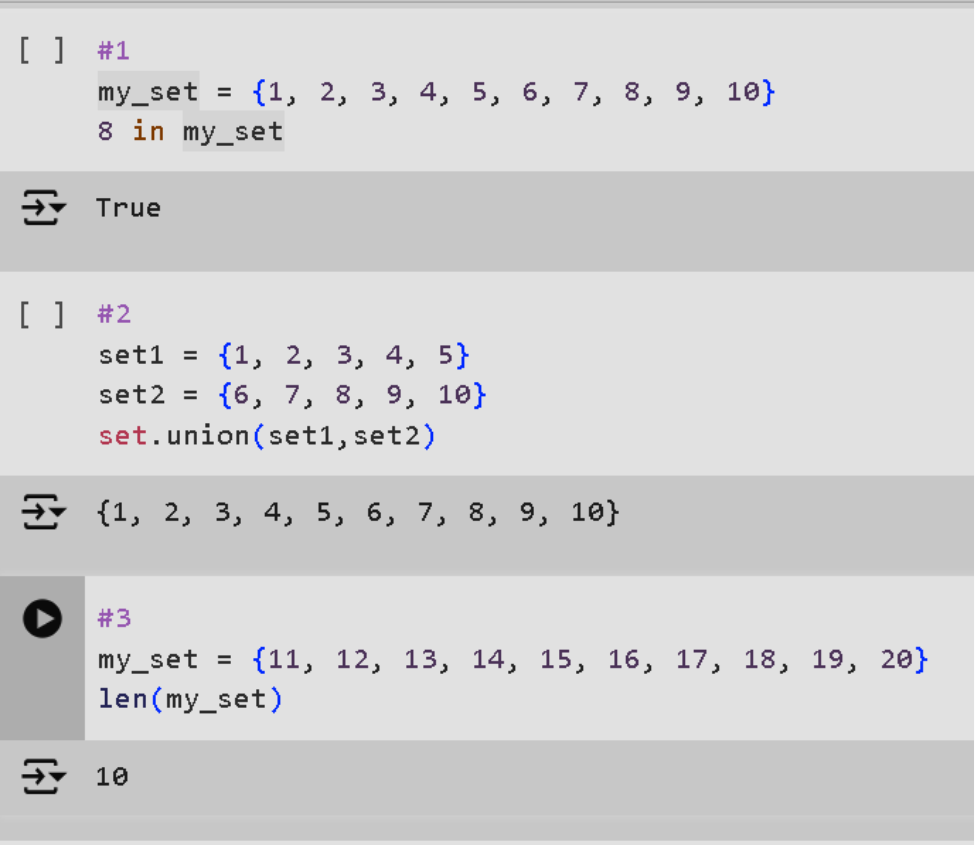 [ ] #1
my_set = {1, 2, 3, 4, 5, 6, 7, 8, 9, 10}
8 in my_set
True
[ ] #2
set1 = {1, 2, 3, 4, 5}
set2 = {6, 7, 8, 9, 10}
set.union(set1,set2)
{1, 2, 3, 4, 5, 6, 7, 8, 9, 10}
#3
my_set = {11, 12, 13, 14, 15, 16, 17, 18, 19, 20}
len(my_set)
10